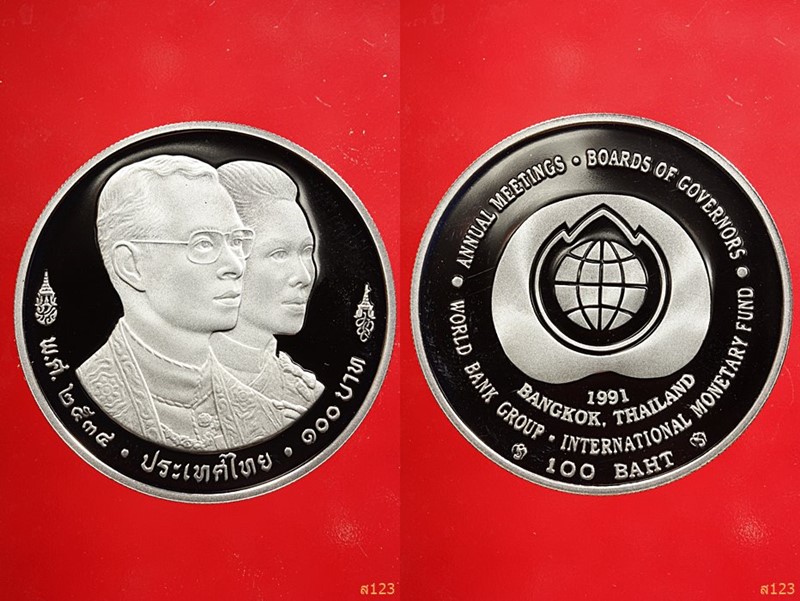 พ.ศ. ๒๕๓๔ • ประเทศไทย • ๑๐๐ บาท
ส123
• ANNUAL MEETINGS • BOARDS OF GOVERNORS •
WORLD BANK GROUP • INTERNATIONAL MONETARY FUND
1991
BANGKOK, THAILAND
100 BAHT
ส123